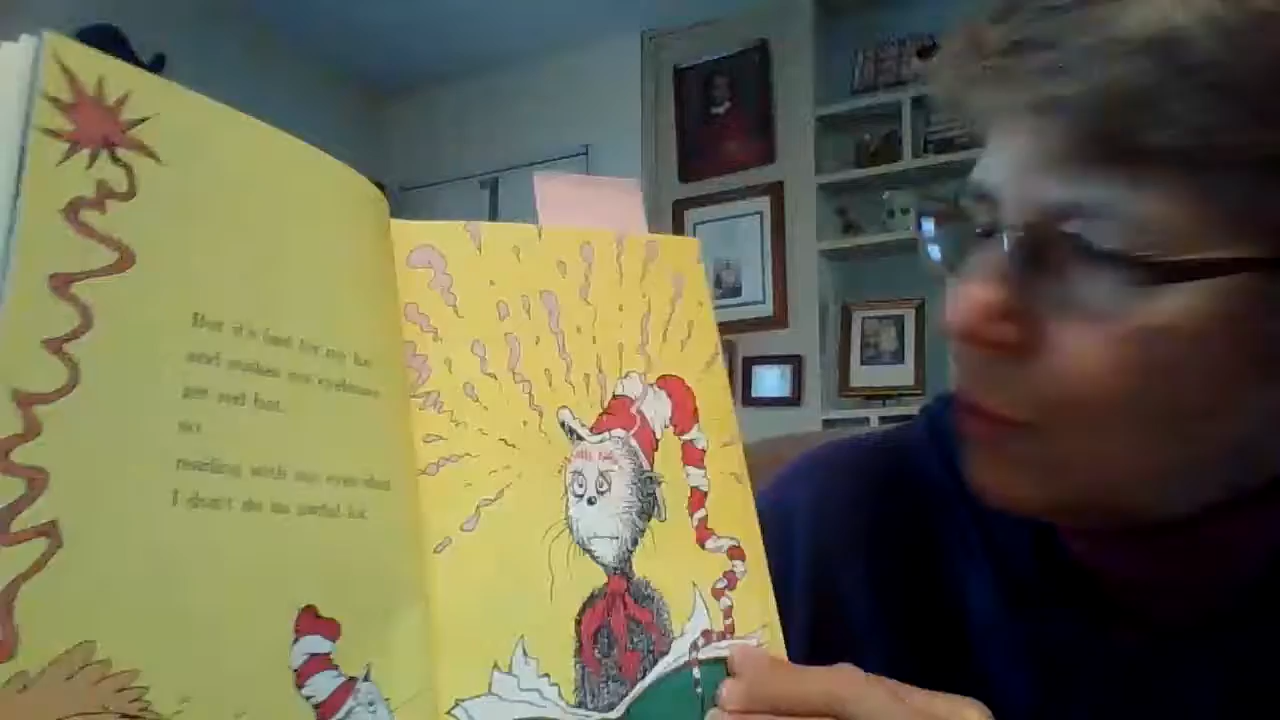 But it's bad for my hat
and makes my eyebrows
get red hot.
so
reading with my eyes shut
I don't do an awful lot.